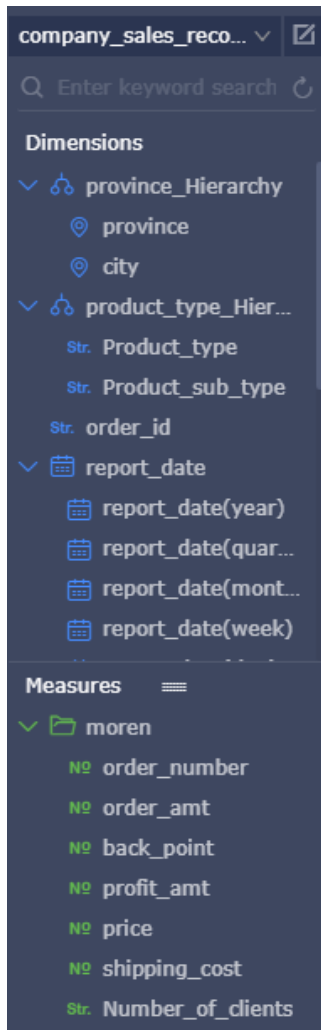 company_sales_reco...
Enter keyword search
Dimensions
province_Hierarchy
province
city
product_type_Hier...
Str. Product_type
Str. Product_sub_type
Str. order_id
report_date
report_date(year)
report_date(quar...
report_date(mont...
report_date(week)
Measures
moren
Nº order_number
Nº order_amt
Nº back_point
Nº profit_amt
Nº price
Nº shipping_cost
Str. Number_of_clients